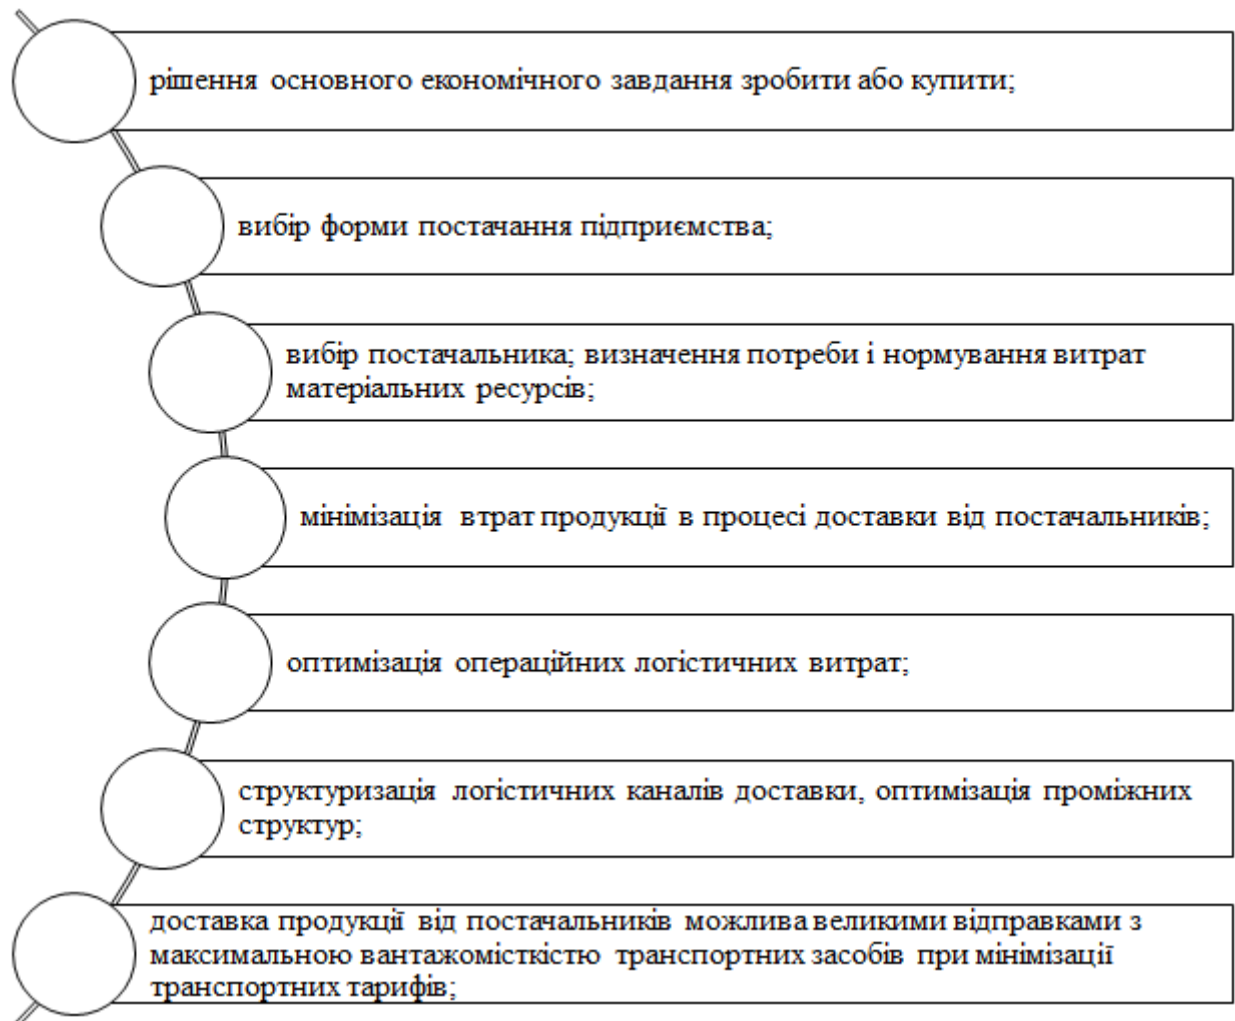 рішення основного економічного завдання зробити або купити;
вибір форми постачання підприємства;
вибір постачальника; визначення потреби і нормування витрат
матеріальних ресурсів;
мінімізація втрат продукції в процесі доставки від постачальників;
оптимізація операційних логістичних витрат;
структуризація логістичних каналів доставки, оптимізація проміжних
структур;
доставка продукції від постачальників можлива великими відправками з
максимальною вантажомісткістю транспортних засобів при мінімізації
транспортних тарифів;